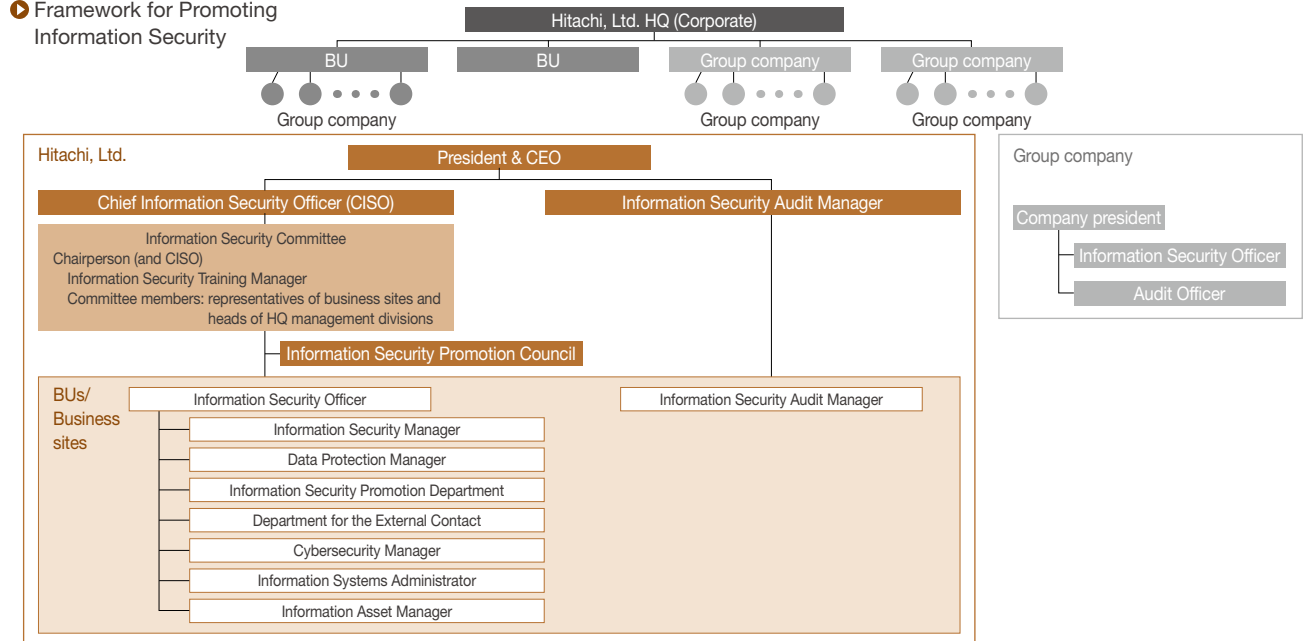 Framework for Promoting
Information Security
Hitachi, Ltd. HQ (Corporate)
BU
BU
Group company
Group company
Group company
Group company
Group company
Hitachi, Ltd.
President & CEO
Chief Information Security Officer (CISO)
Information Security Audit Manager
Information Security Committee
Chairperson (and CISO)
Information Security Training Manager
Committee members: representatives of business sites and
heads of HQ management divisions
Information Security Promotion Council
BUs/
Business
sites
Information Security Officer
Information Security Audit Manager
Information Security Manager
Data Protection Manager
Information Security Promotion Department
Department for the External Contact
Cybersecurity Manager
Information Systems Administrator
Information Asset Manager
Group company
Company president
Information Security Officer
Audit Officer